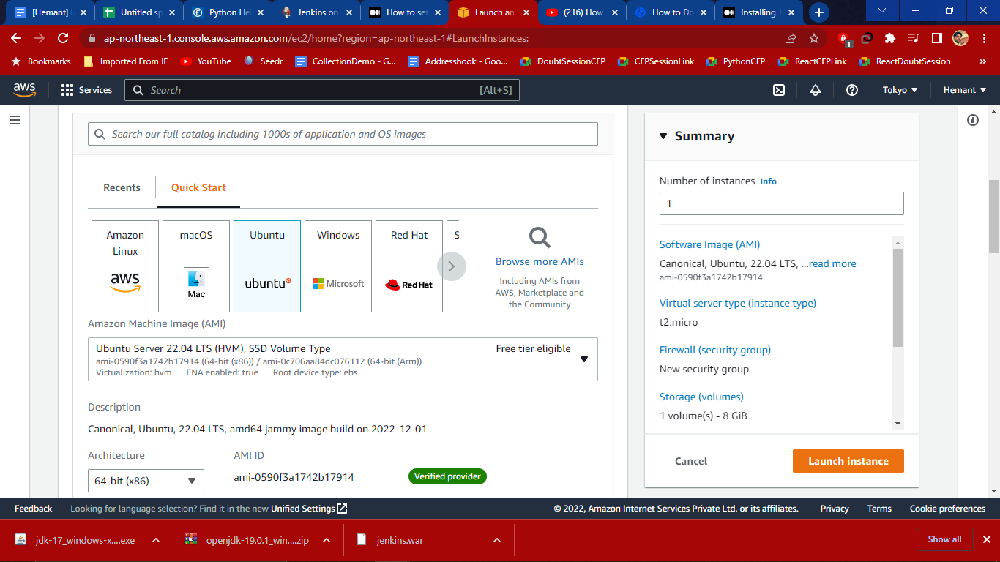 [Hemant] I
Untitled sp
Python He
Jenkins on
How to set
Launch an
(216) How
How to Do
Installing J
ap-northeast-1.console.aws.amazon.com/ec2/home?region=ap-northeast-1#LaunchInstances:
1
Bookmarks
Imported From IE
YouTube
Seedr
CollectionDemo - G...
Addressbook - Goo...
DoubtSessionCFP
CFPSessionLink
PythonCFP
ReactCFPLink
ReactDoubtSession
»
aws
Services
Search
[Alt+S]
Tokyo
Hemant
Search our full catalog including 1000s of application and OS images
Recents
Quick Start
Amazon Linux
aws
macOS
Mac
Ubuntu
ubuntu
Windows
Microsoft
Red Hat
Red Hat
S
Browse more AMIs
Including AMIs from
AWS, Marketplace and
the Community
Amazon Machine Image (AMI)
Ubuntu Server 22.04 LTS (HVM), SSD Volume Type
Free tier eligible
ami-0590f3a1742b17914 (64-bit (x86)) / ami-0c706aa84dc076112 (64-bit (Arm))
Virtualization: hvm ENA enabled: true Root device type: ebs
Description
Canonical, Ubuntu, 22.04 LTS, amd64 jammy image build on 2022-12-01
Architecture
64-bit (x86)
AMI ID
ami-0590f3a1742b17914
Verified provider
Summary
Number of instances Info
1
Software Image (AMI)
Canonical, Ubuntu, 22.04 LTS, ...read more
ami-0590f3a1742b17914
Virtual server type (instance type)
t2.micro
Firewall (security group)
New security group
Storage (volumes)
1 volume(s) - 8 GiB
Cancel
Launch instance
Feedback
Looking for language selection? Find it in the new Unified Settings
© 2022, Amazon Internet Services Private Ltd. or its affiliates.
Privacy
Terms
Cookie preferences
jdk-17_windows-x....exe
openjdk-19.0.1_win....zip
jenkins.war
Show all